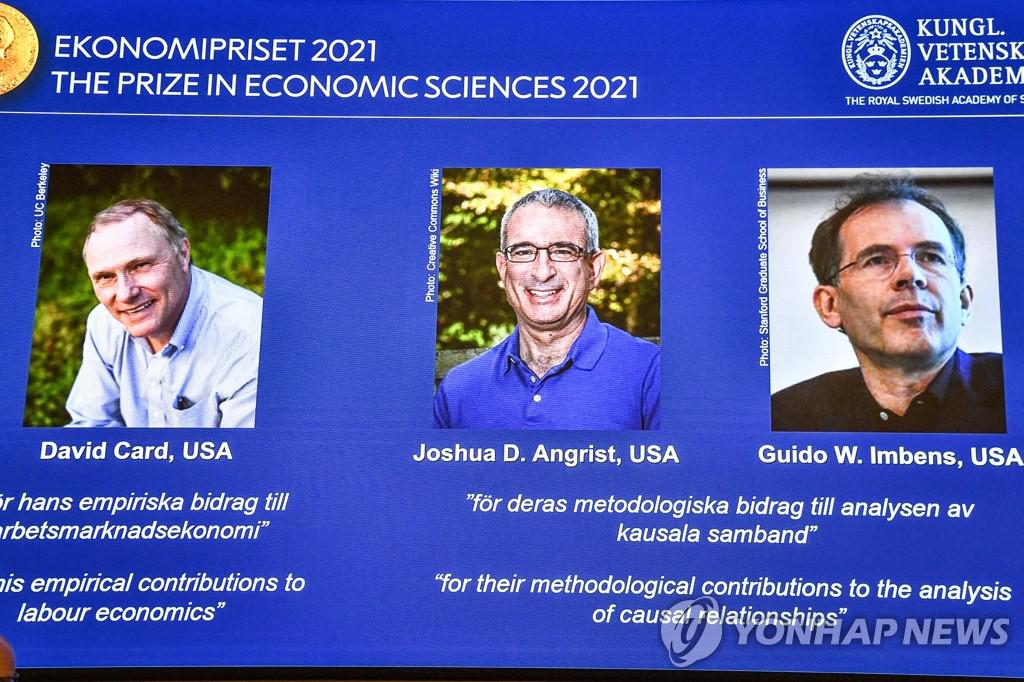 EKONOMIPRISET 2021
THE PRIZE IN ECONOMIC SCIENCES 2021
KUNGL.
VETENSK
AKADEM
THE ROYAL SWEDISH ACADEMY OF S
Photo: UC Berkeley
Photo: Creative Commons Wiki
Photo: Stanford Graduate School of Business
David Card, USA
Joshua D. Angrist, USA
Guido W. Imbens, USA
ör hans empiriska bidrag till
arbetsmarknadsekonomi”
”för deras metodologiska bidrag till analysen av
kausala samband”
his empirical contributions to
labour economics”
“for their methodological contributions to the analysis
of causal relationships”
YONHAP NEWS